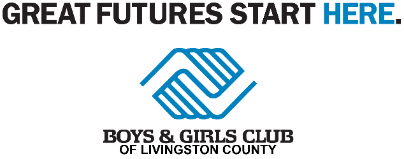 GREAT FUTURES START HERE.
BOYS & GIRLS CLUB
OF LIVINGSTON COUNTY